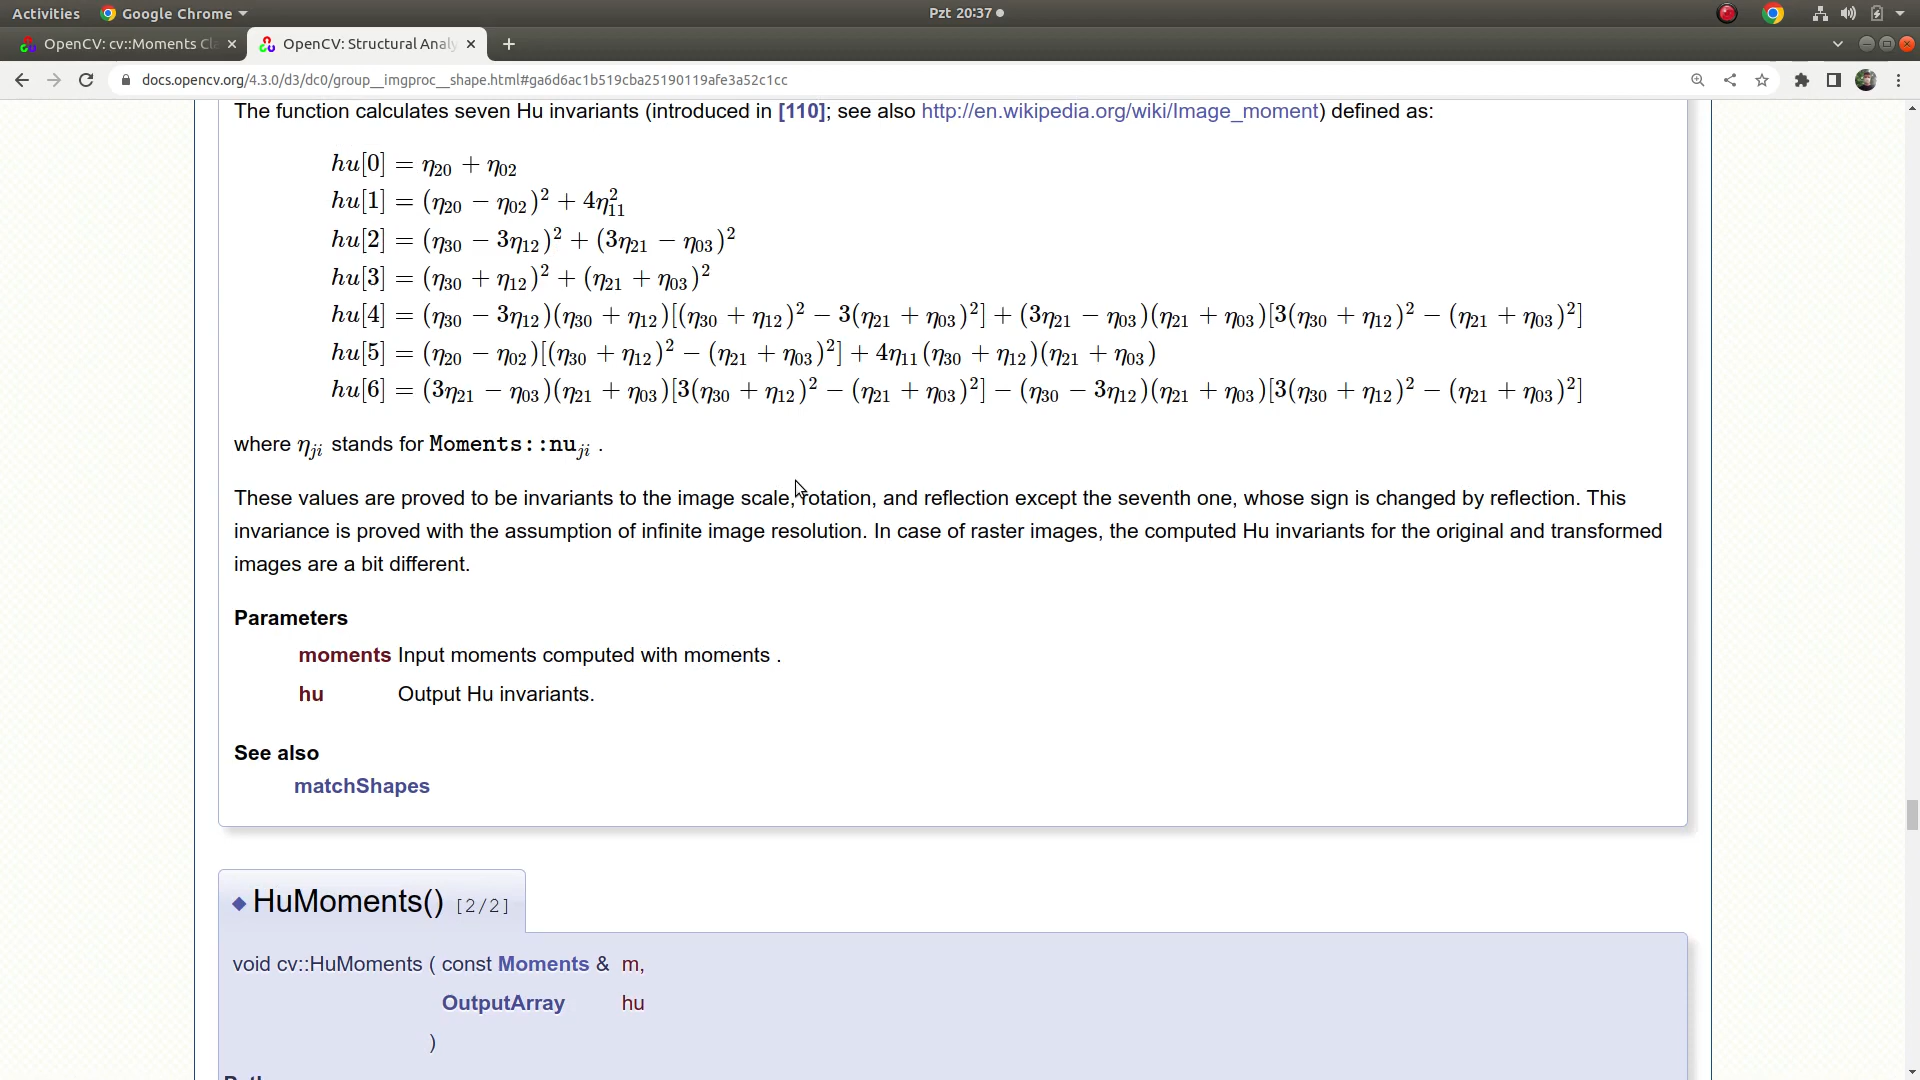 Activities Google Chrome Pzt 20:37
OpenCV: cv::Moments Cl OpenCV: Structural Analy
docs.opencv.org/4.3.0/d3/dc0/group__imgproc__shape.html#ga6d6ac1b519cba25190119afe3a52c1cc
The function calculates seven Hu invariants (introduced in [110]; see also http://en.wikipedia.org/wiki/Image_moment) defined as:
hu[0] = η₂₀ + η₀₂
hu[1] = (η₂₀ − η₀₂)² + 4η₁₁²
hu[2] = (η₃₀ − 3η₁₂)² + (3η₂₁ − η₀₃)²
hu[3] = (η₃₀ + η₁₂)² + (η₂₁ + η₀₃)²
hu[4] = (η₃₀ − 3η₁₂)(η₃₀ + η₁₂)[(η₃₀ + η₁₂)² − 3(η₂₁ + η₀₃)²] + (3η₂₁ − η₀₃)(η₂₁ + η₀₃)[3(η₃₀ + η₁₂)² − (η₂₁ + η₀₃)²]
hu[5] = (η₂₀ − η₀₂)[(η₃₀ + η₁₂)² − (η₂₁ + η₀₃)²] + 4η₁₁(η₃₀ + η₁₂)(η₂₁ + η₀₃)
hu[6] = (3η₂₁ − η₀₃)(η₂₁ + η₀₃)[3(η₃₀ + η₁₂)² − (η₂₁ + η₀₃)²] − (η₃₀ − 3η₁₂)(η₂₁ + η₀₃)[3(η₃₀ + η₁₂)² − (η₂₁ + η₀₃)²]
where ηⱼᵢ stands for Moments::nuⱼᵢ .
These values are proved to be invariants to the image scale, rotation, and reflection except the seventh one, whose sign is changed by reflection. This
invariance is proved with the assumption of infinite image resolution. In case of raster images, the computed Hu invariants for the original and transformed
images are a bit different.
Parameters
moments Input moments computed with moments .
hu Output Hu invariants.
See also
matchShapes
HuMoments() [2/2]
void cv::HuMoments ( const Moments & m,
OutputArray hu
)